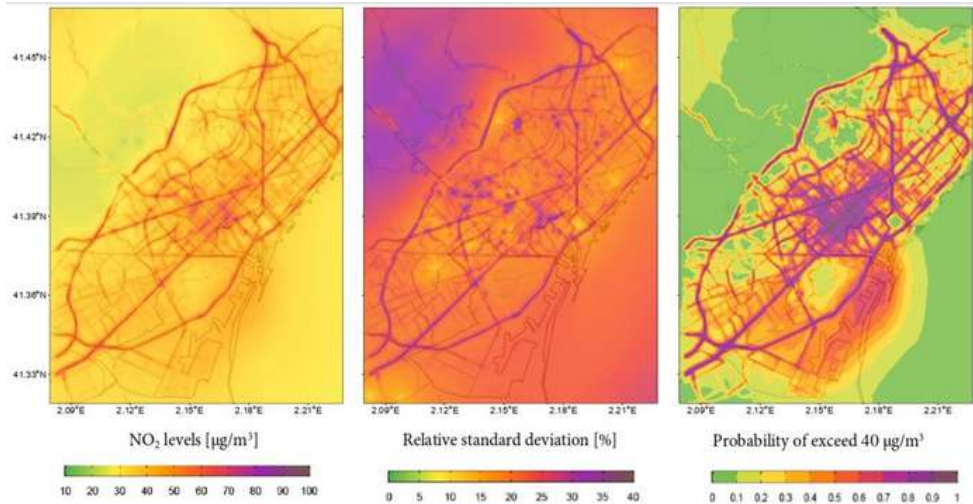 41.45°N
41.42°N
41.39°N
41.36°N
41.33°N
2.09°E 2.12°E 2.15°E 2.18°E 2.21°E 2.09°E 2.12°E 2.15°E 2.18°E 2.21°E 2.09°E 2.12°E 2.15°E 2.18°E 2.21°E
NO₂ levels [µg/m³] Relative standard deviation [%] Probability of exceed 40 µg/m³
10 20 30 40 50 60 70 80 90 100 0 5 10 15 20 25 30 35 40 0 0.1 0.2 0.3 0.4 0.5 0.6 0.7 0.8 0.9 1